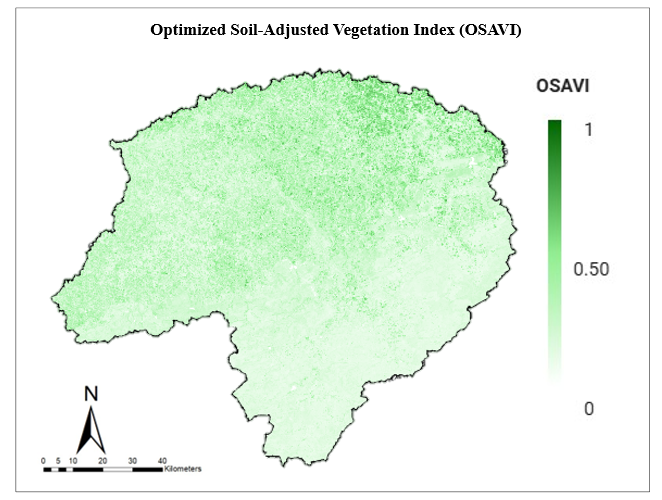 Optimized Soil-Adjusted Vegetation Index (OSAVI)
OSAVI
1
0.50
0
N
0 5 10 20 30 40
Kilometers